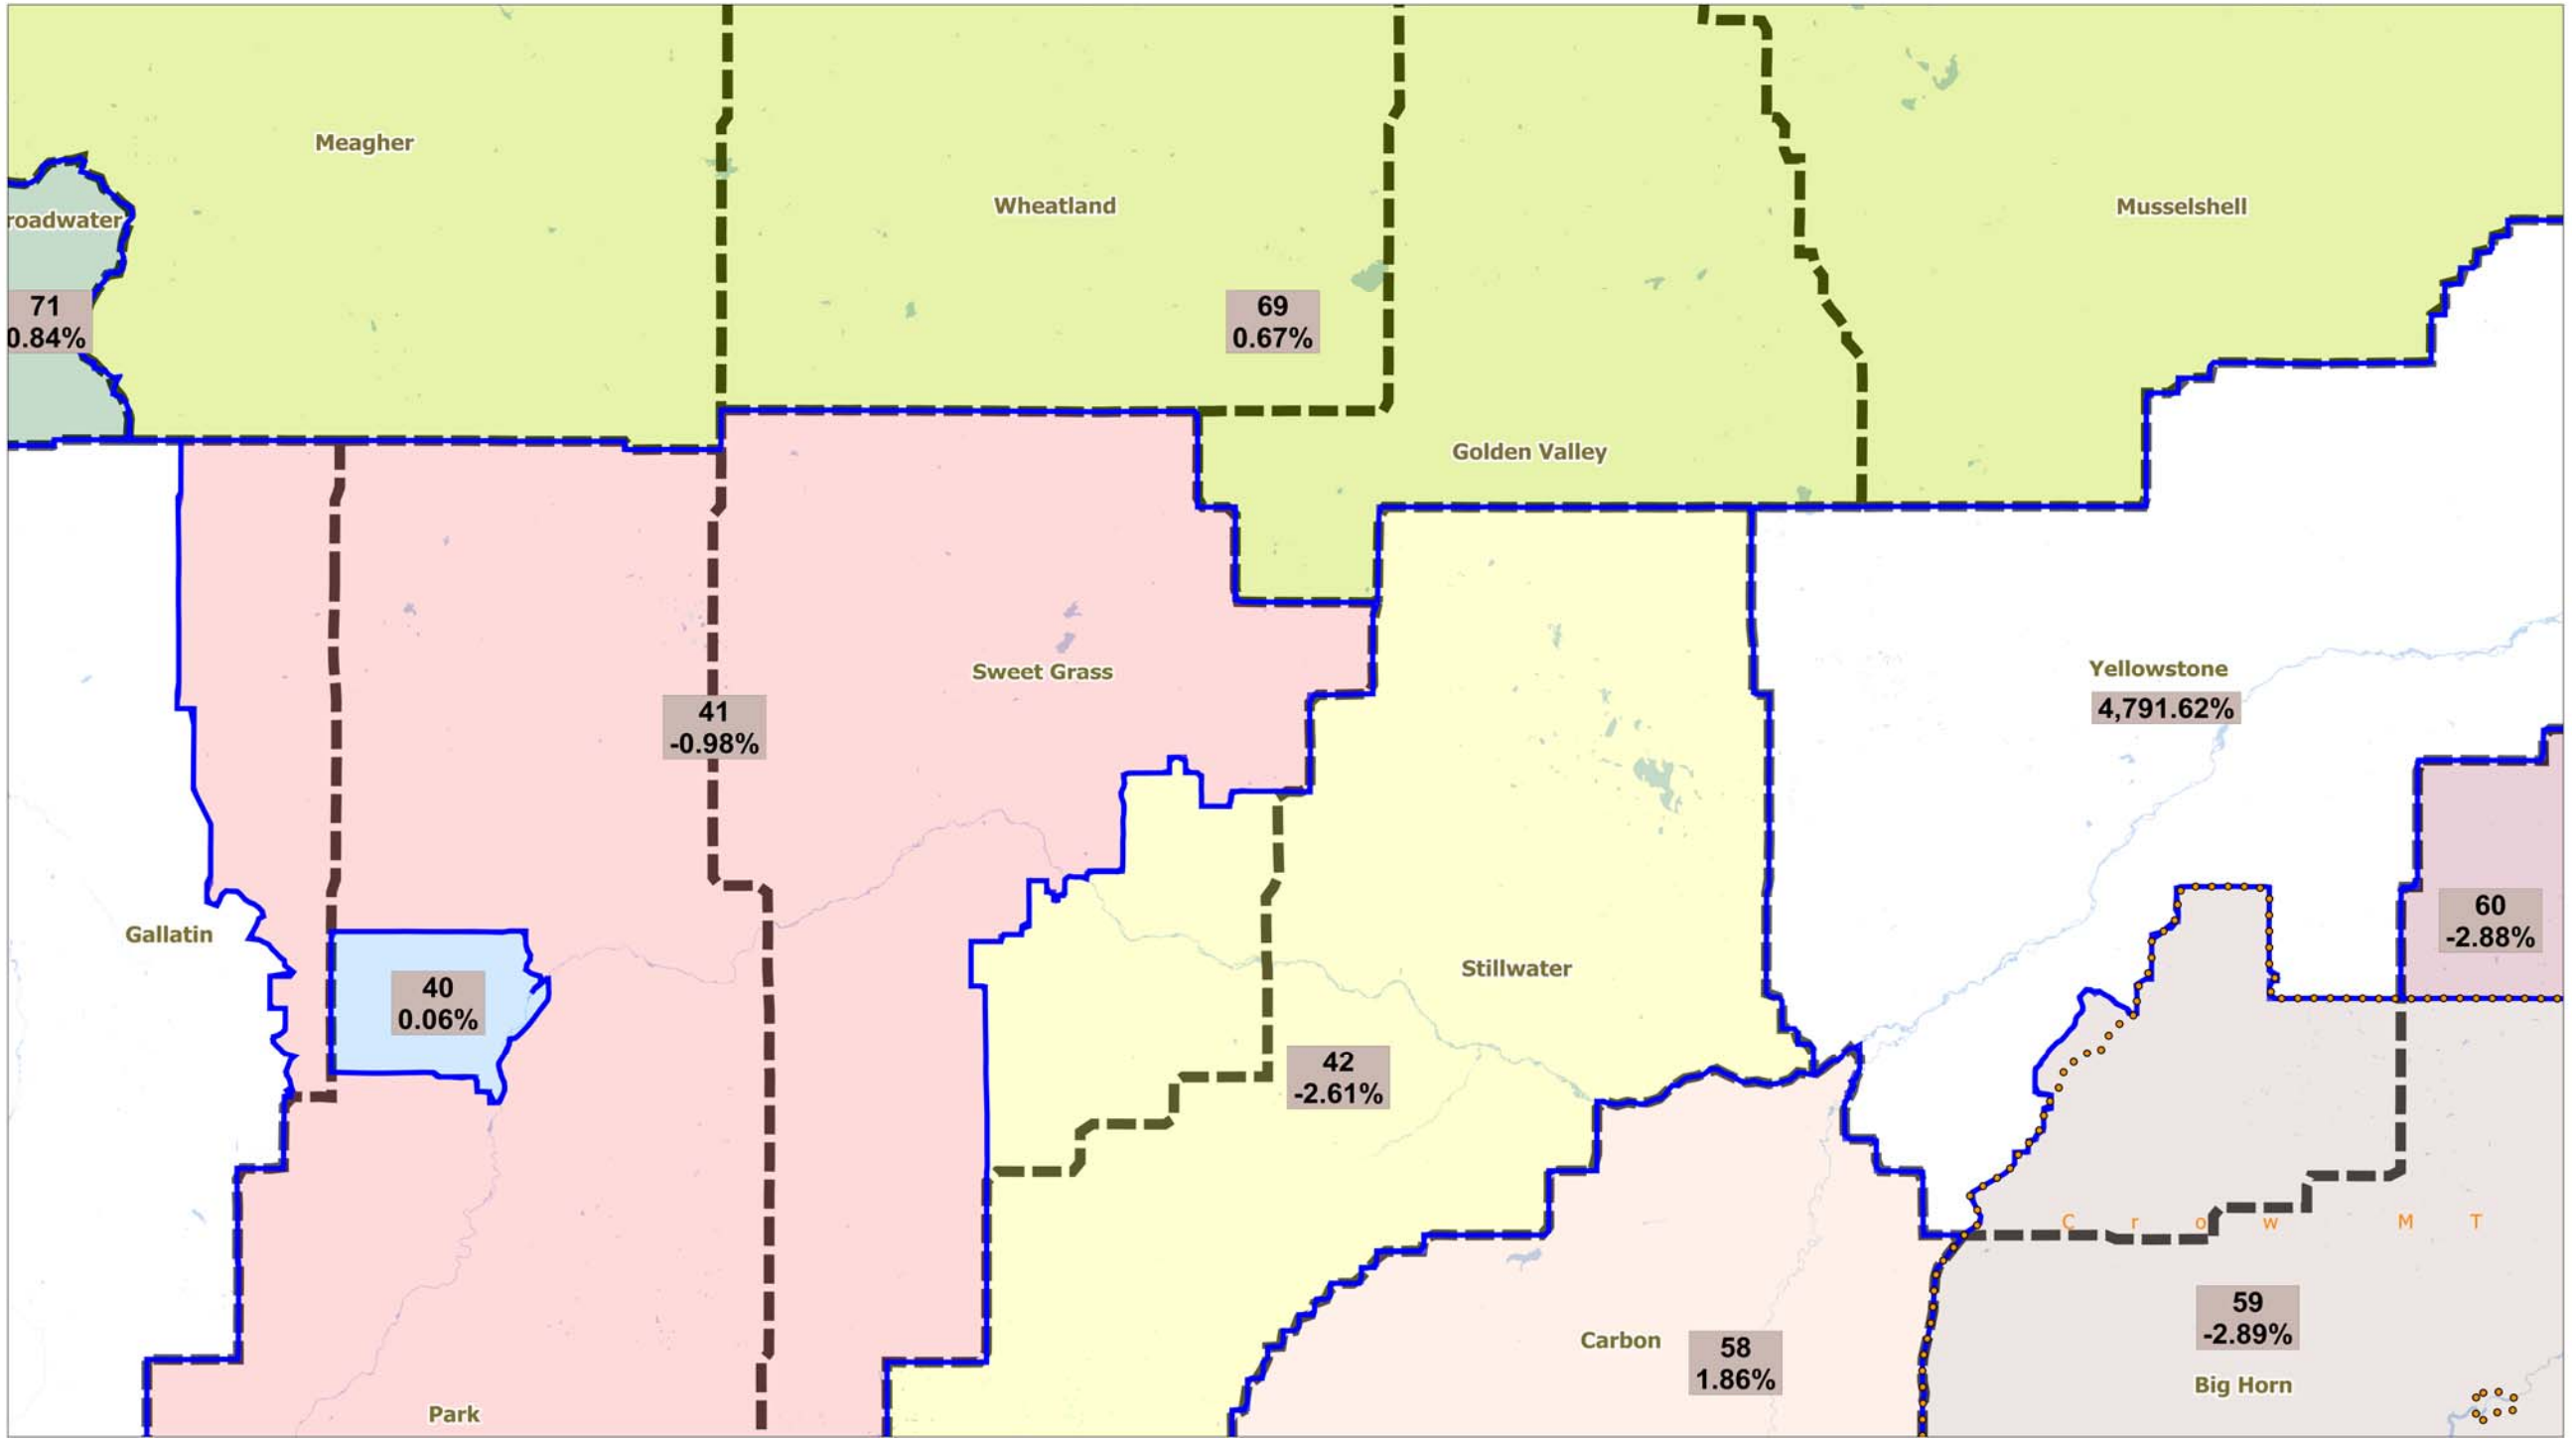 Meagher
Wheatland
Musselshell
roadwater
71
0.84%
69
0.67%
Golden Valley
Sweet Grass
Yellowstone
4,791.62%
41
-0.98%
60
-2.88%
Gallatin
Stillwater
40
0.06%
42
-2.61%
Crow MT
59
-2.89%
Carbon
58
1.86%
Big Horn
Park